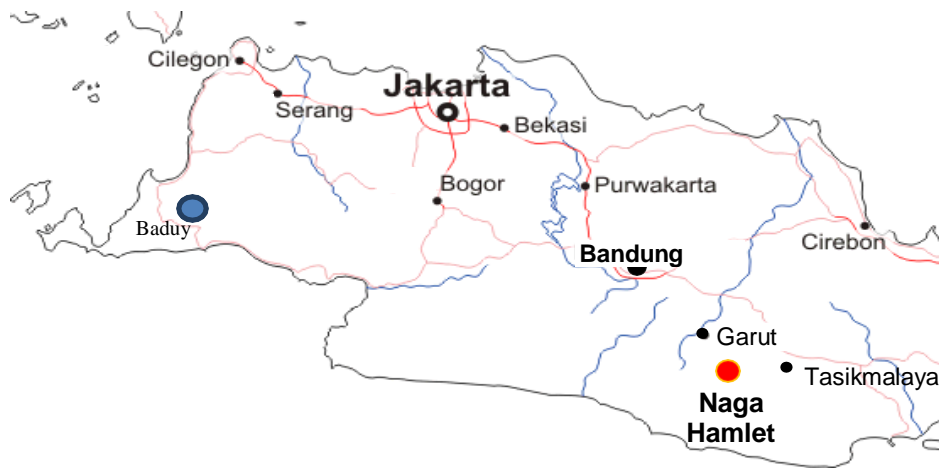 Cilegon
Serang
Jakarta
Bekasi
Bogor
Purwakarta
Baduy
Bandung
Cirebon
Garut
Tasikmalaya
Naga
Hamlet